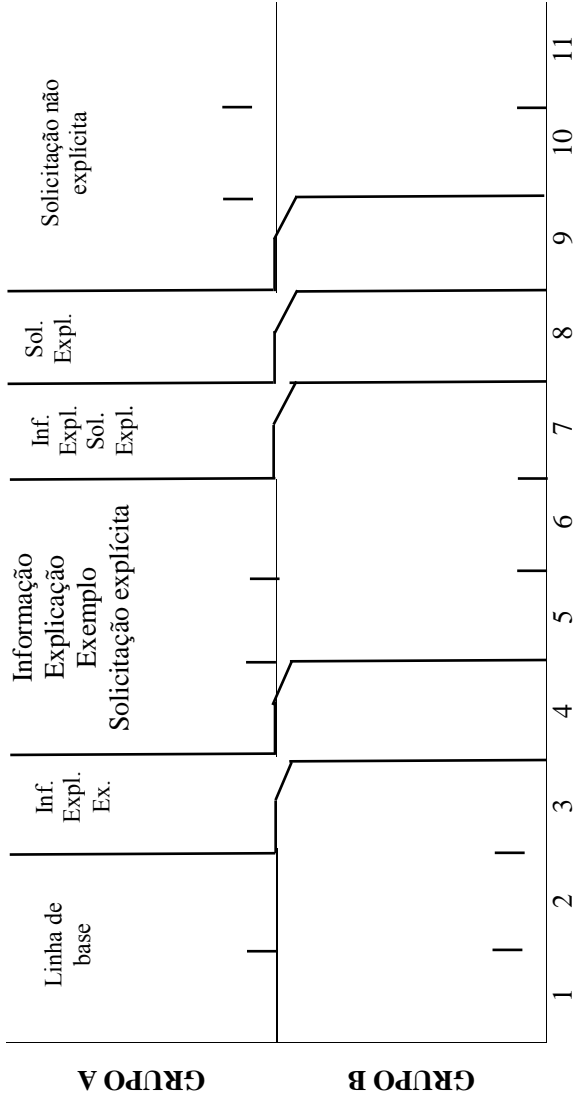 GRUPO A
Linha de
base
Inf.
Expl.
Ex.
Informação
Explicação
Exemplo
Solicitação explícita
Inf.
Expl.
Sol.
Expl.
Sol.
Expl.
Solicitação não
explícita
GRUPO B
1 2 3 4 5 6 7 8 9 10 11